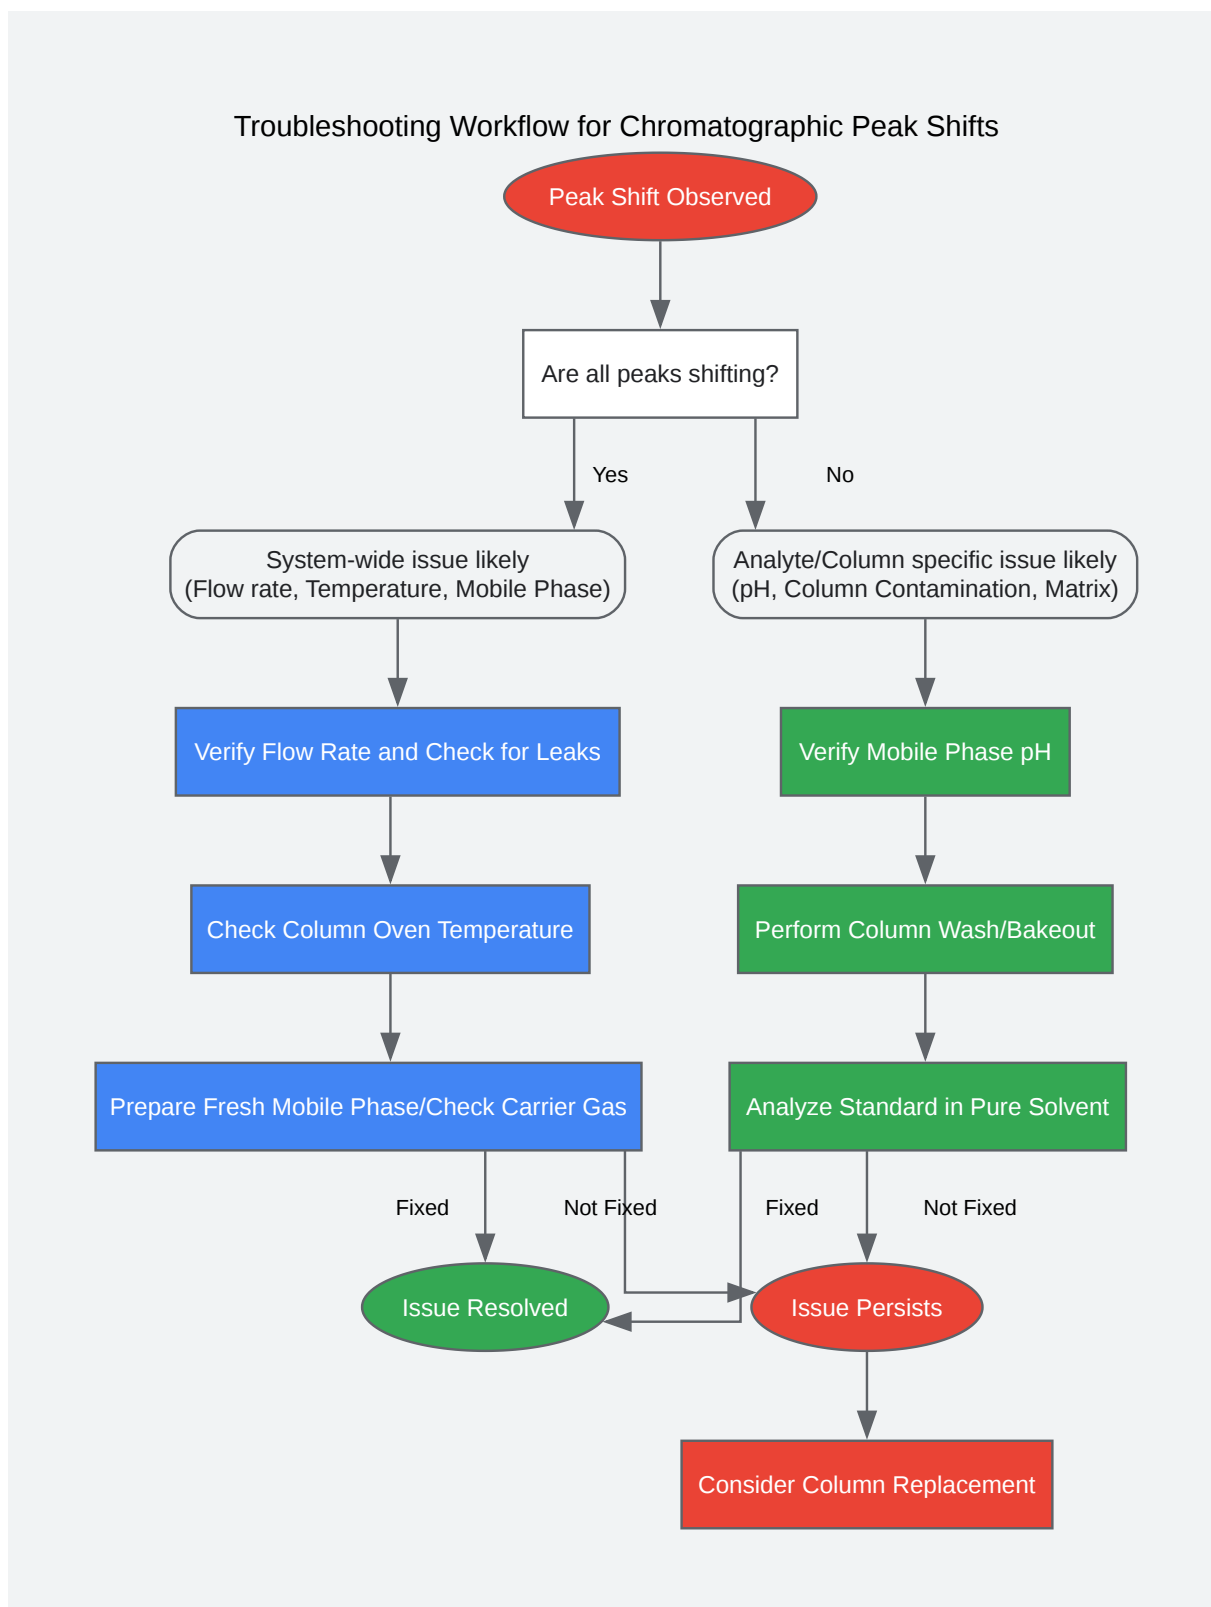 Troubleshooting Workflow for Chromatographic Peak Shifts
Peak Shift Observed
Are all peaks shifting?
Yes
No
System-wide issue likely
(Flow rate, Temperature, Mobile Phase)
Analyte/Column specific issue likely
(pH, Column Contamination, Matrix)
Verify Flow Rate and Check for Leaks
Verify Mobile Phase pH
Check Column Oven Temperature
Perform Column Wash/Bakeout
Prepare Fresh Mobile Phase/Check Carrier Gas
Analyze Standard in Pure Solvent
Fixed
Not Fixed
Fixed
Not Fixed
Issue Resolved
Issue Persists
Consider Column Replacement